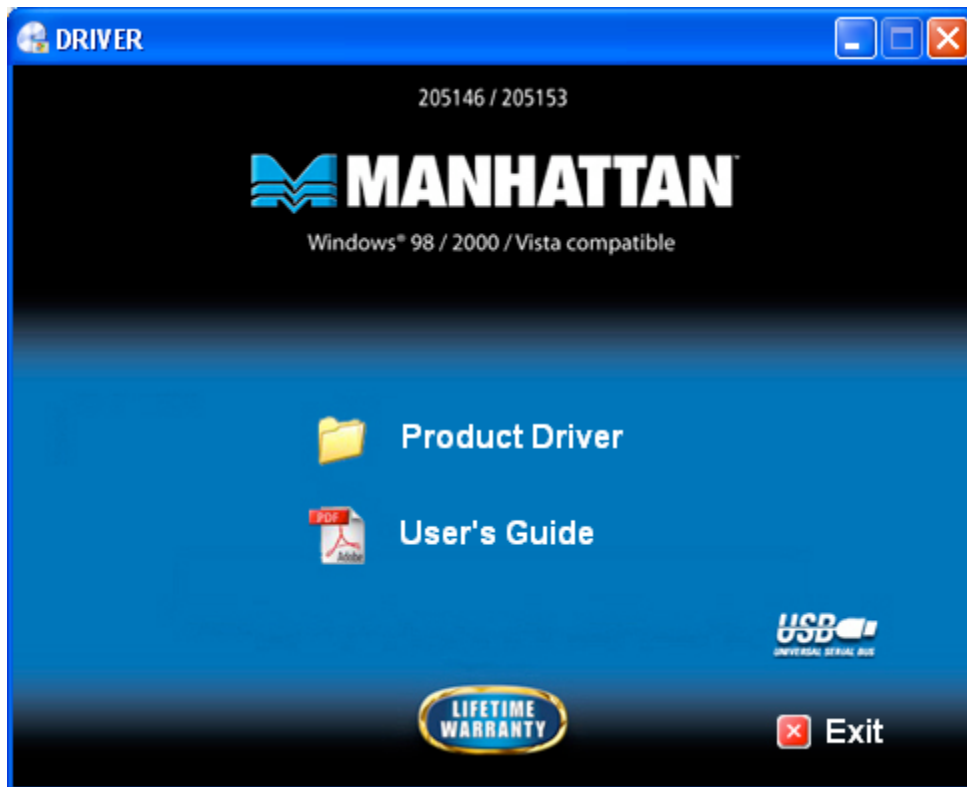 DRIVER
205146 / 205153
MANHATTAN
Windows® 98 / 2000 / Vista compatible
Product Driver
PDF
Adobe
User's Guide
USB
UNIVERSAL SERIAL BUS
LIFETIME
WARRANTY
Exit